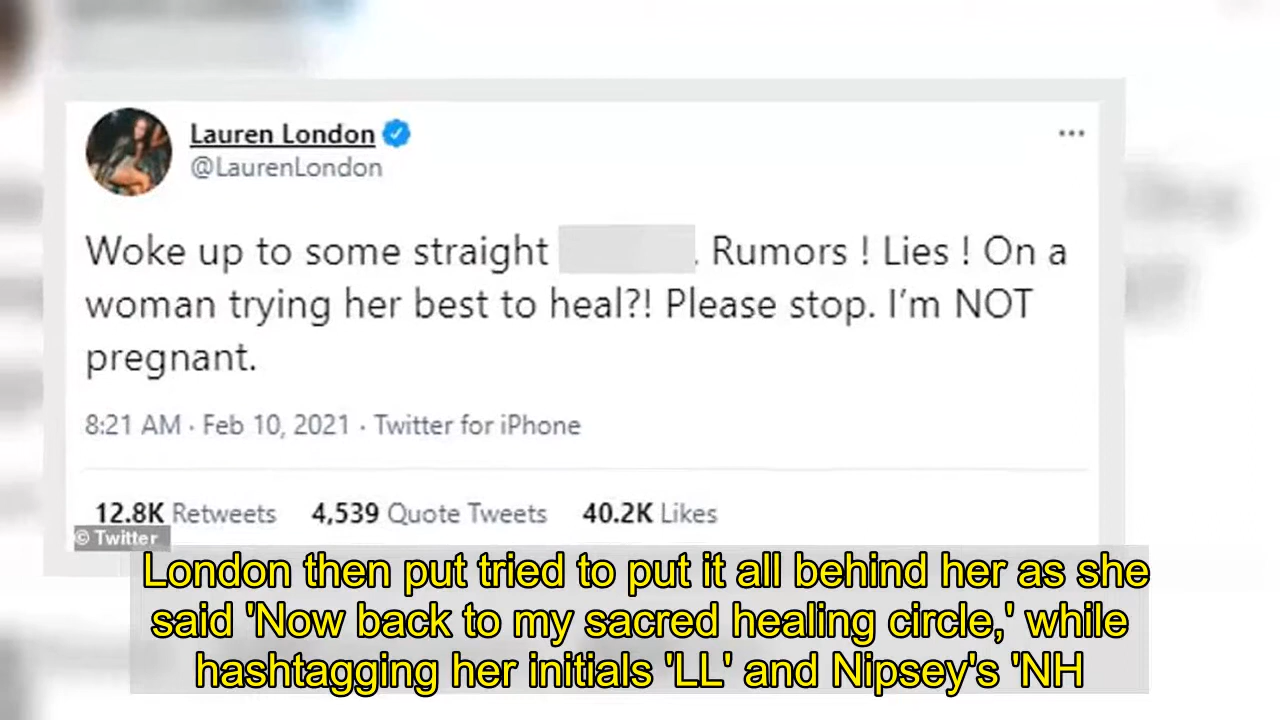 Lauren London
@LaurenLondon
Woke up to some straight . Rumors ! Lies ! On a
woman trying her best to heal?! Please stop. I'm NOT
pregnant.
8:21 AM · Feb 10, 2021 · Twitter for iPhone
12.8K Retweets 4,539 Quote Tweets 40.2K Likes
© Twitter
London then put tried to put it all behind her as she
said 'Now back to my sacred healing circle,' while
hashtagging her initials 'LL' and Nipsey's 'NH